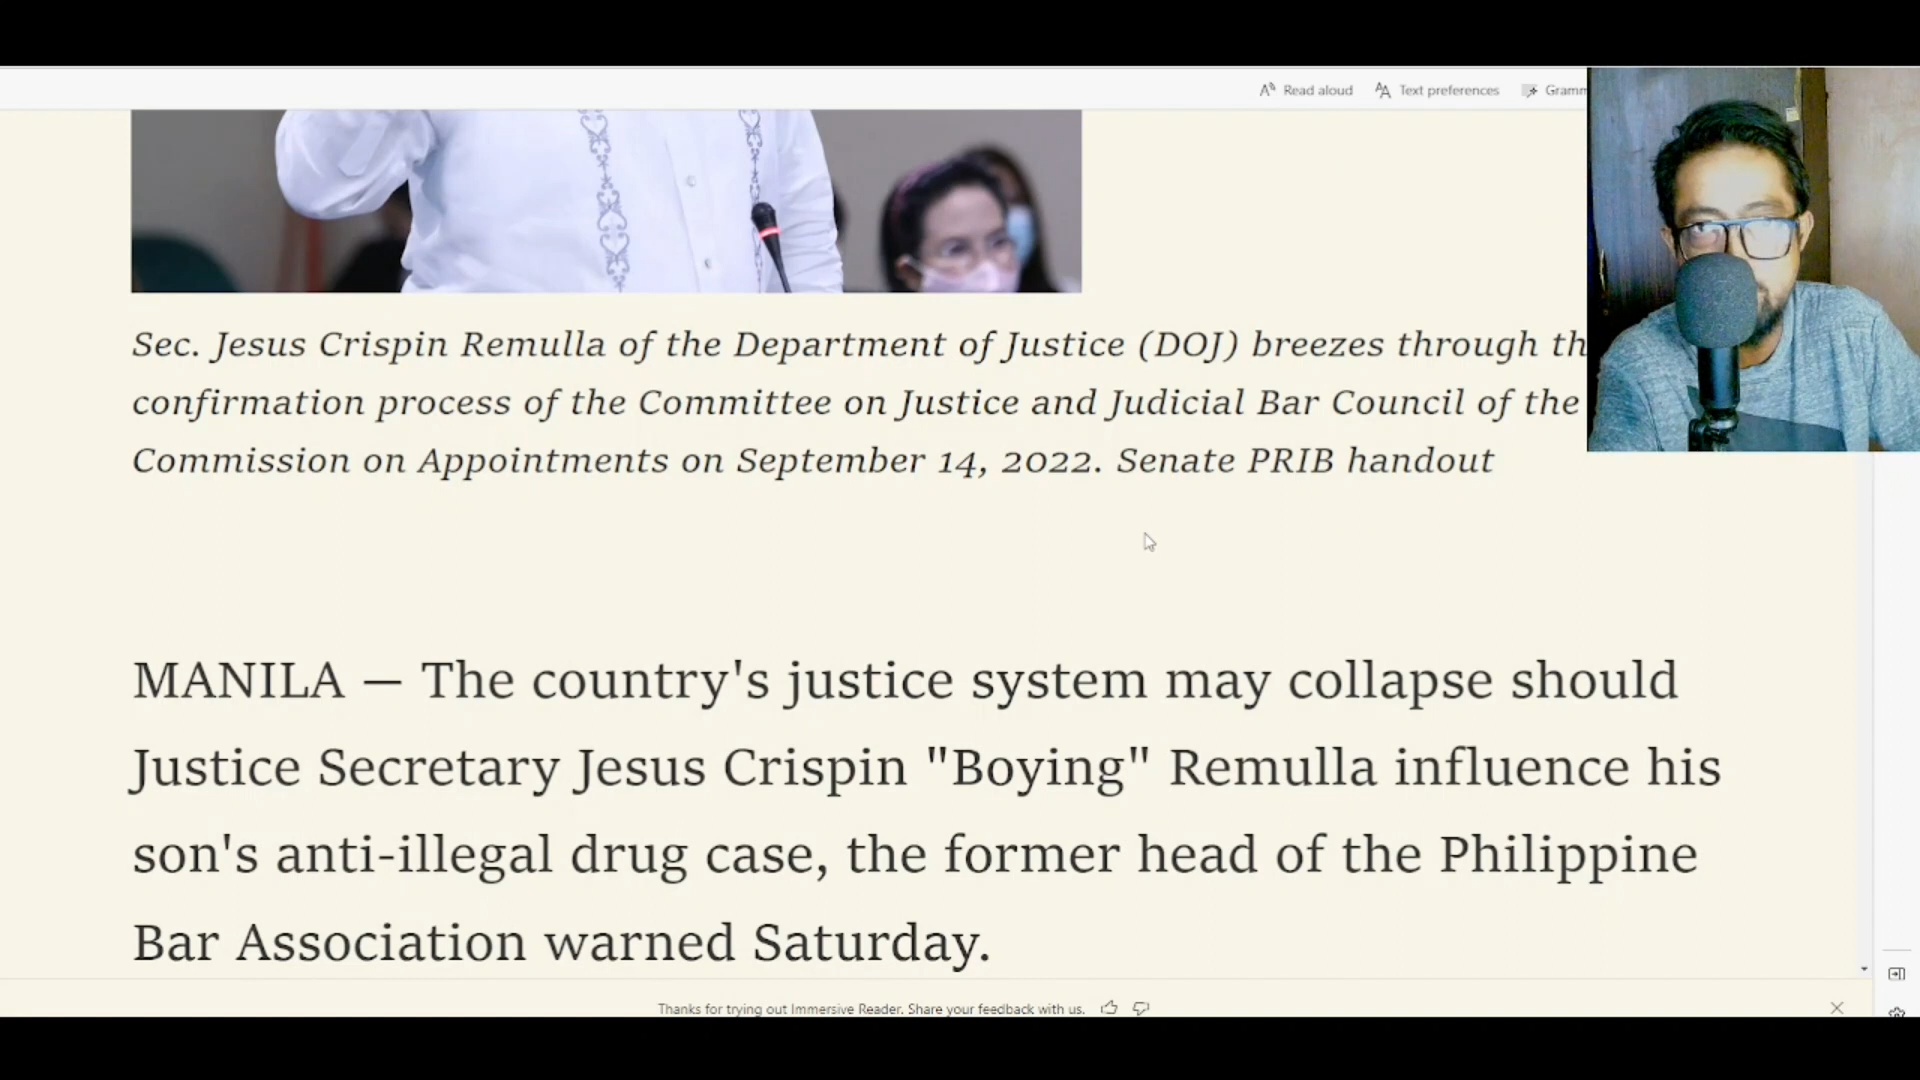 Read aloud
Text preferences
Gramm
Sec. Jesus Crispin Remulla of the Department of Justice (DOJ) breezes through th
confirmation process of the Committee on Justice and Judicial Bar Council of the
Commission on Appointments on September 14, 2022. Senate PRIB handout
MANILA — The country's justice system may collapse should
Justice Secretary Jesus Crispin "Boying" Remulla influence his
son's anti-illegal drug case, the former head of the Philippine
Bar Association warned Saturday.
Thanks for trying out Immersive Reader. Share your feedback with us.